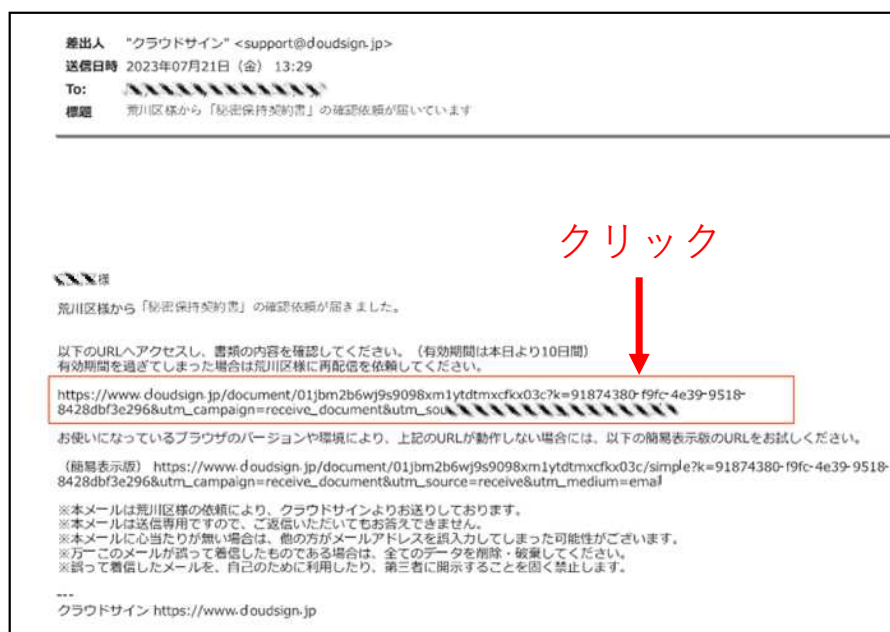 差出人 "クラウドサイン" <support@cloudsign.jp>
送信日時 2023年07月21日（金） 13:29
To:
標題 荒川区様から「秘密保持契約書」の確認依頼が届いています
クリック
様
荒川区様から「秘密保持契約書」の確認依頼が届きました。
以下のURLへアクセスし、書類の内容を確認してください。（有効期間は本日より10日間）
有効期間を過ぎてしまった場合は荒川区様に再配信を依頼してください。
https://www.cloudsign.jp/document/01jbm2b6wj9s9098xm1ytdtmxcfkx03c?k=91874380-f9fc-4e39-9518-
8428dbf3e296&utm_campaign=receive_document&utm_sou
お使いになっているブラウザのバージョンや環境により、上記のURLが動作しない場合には、以下の簡易表示版のURLをお試しください。
（簡易表示版） https://www.cloudsign.jp/document/01jbm2b6wj9s9098xm1ytdtmxcfkx03c/simple?k=91874380-f9fc-4e39-9518-
8428dbf3e296&utm_campaign=receive_document&utm_source=receive&utm_medium=email
※本メールは荒川区様の依頼により、クラウドサインよりお送りしております。
※本メールは送信専用ですので、ご返信いただいてもお答えできません。
※本メールに心当たりが無い場合は、他の方がメールアドレスを誤入力してしまった可能性がございます。
※万一このメールが誤って着信したものである場合は、全てのデータを削除・破棄してください。
※誤って着信したメールを、自己のために利用したり、第三者に開示することを固く禁止します。
---
クラウドサイン https://www.cloudsign.jp